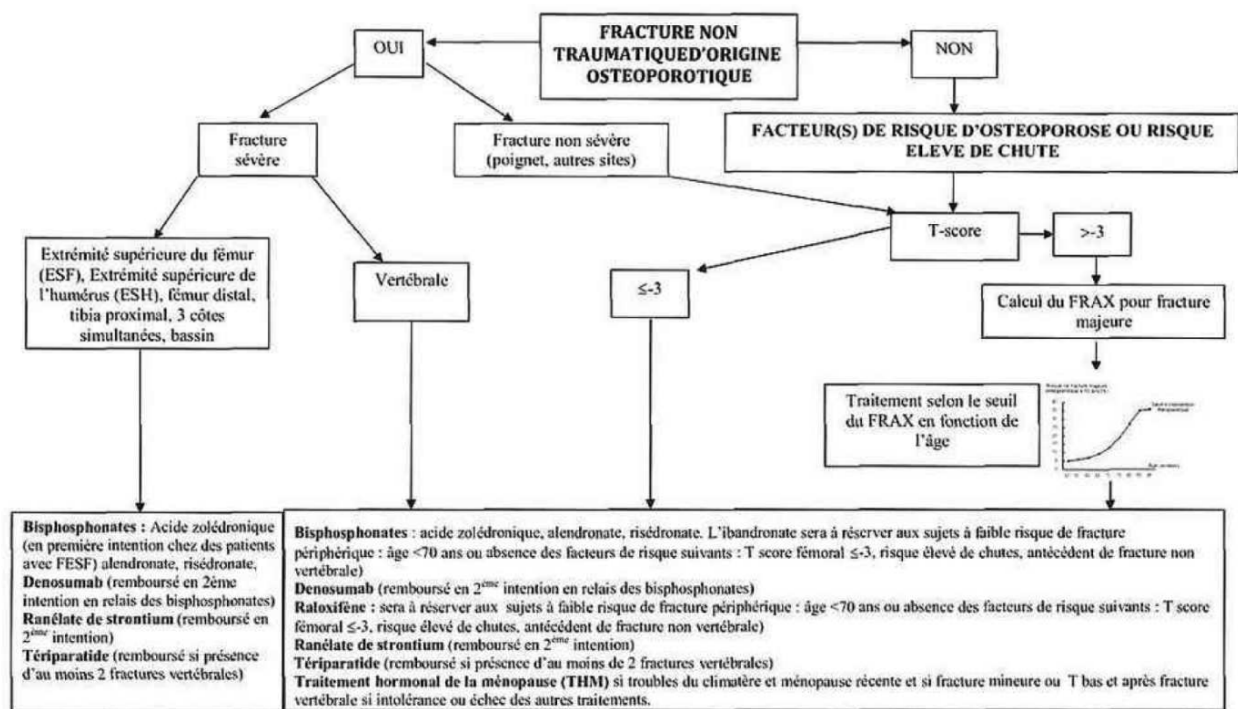 FRACTURE NON
TRAUMATIQUED'ORIGINE
OSTEOPOROTIQUE
OUI
NON
Fracture
sévère
Fracture non sévère
(poignet, autres sites)
FACTEUR(S) DE RISQUE D'OSTEOPOROSE OU RISQUE
ELEVE DE CHUTE
T-score
>-3
≤-3
Extrémité supérieure du fémur
(ESF), Extrémité supérieure de
l'humérus (ESH), fémur distal,
tibia proximal, 3 côtes
simultanées, bassin
Vertébrale
Calcul du FRAX pour fracture
majeure
Traitement selon le seuil
du FRAX en fonction de
l'âge
Bisphosphonates : Acide zolédronique
(en première intention chez des patients
avec FESF) alendronate, risédronate,
Denosumab (remboursé en 2ème
intention en relais des bisphosphonates)
Ranélate de strontium (remboursé en
2ème intention)
Tériparatide (remboursé si présence
d'au moins 2 fractures vertébrales)
Bisphosphonates : acide zolédronique, alendronate, risédronate. L'ibandronate sera à réserver aux sujets à faible risque de fracture
périphérique : âge <70 ans ou absence des facteurs de risque suivants : T score fémoral ≤-3, risque élevé de chutes, antécédent de fracture non
vertébrale)
Denosumab (remboursé en 2ème intention en relais des bisphosphonates)
Raloxifène : sera à réserver aux sujets à faible risque de fracture périphérique : âge <70 ans ou absence des facteurs de risque suivants : T score
fémoral ≤-3, risque élevé de chutes, antécédent de fracture non vertébrale)
Ranélate de strontium (remboursé en 2ème intention)
Tériparatide (remboursé si présence d'au moins de 2 fractures vertébrales)
Traitement hormonal de la ménopause (THM) si troubles du climatère et ménopause récente et si fracture mineure ou T bas et après fracture
vertébrale si intolérance ou échec des autres traitements.